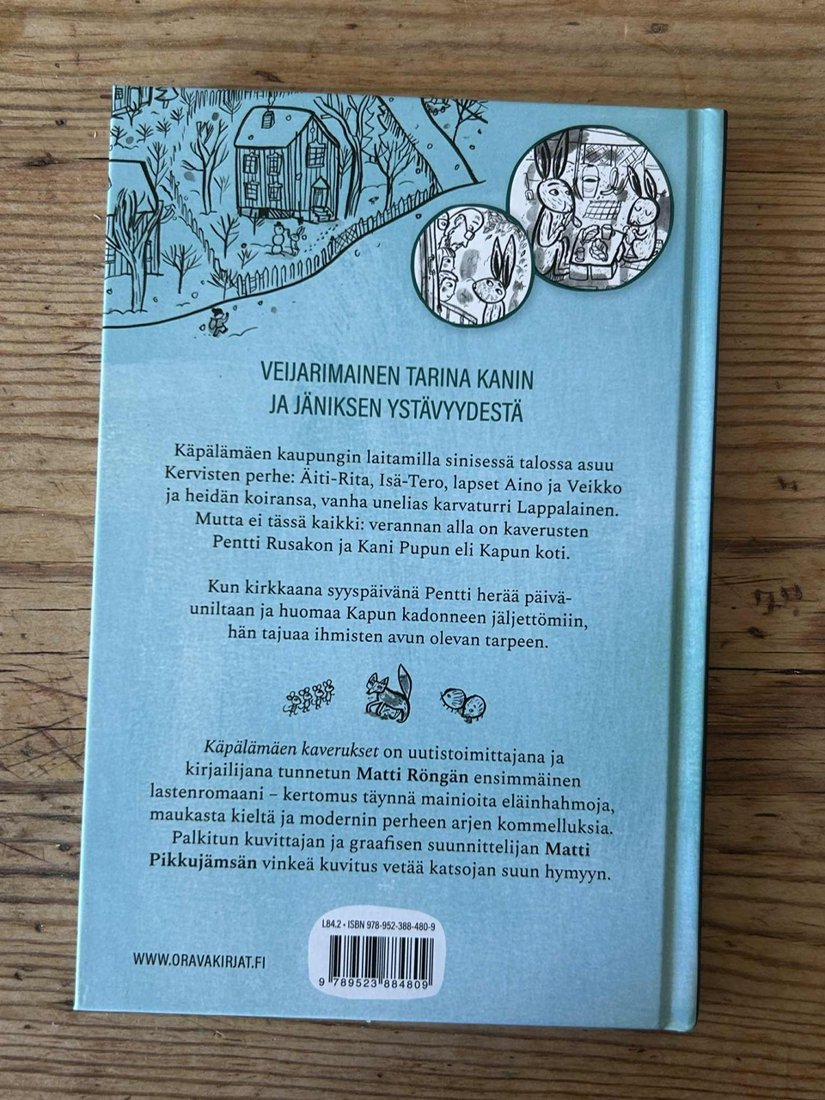 VEIJARIMAINEN TARINA KANIN
JA JÄNIKSEN YSTÄVYYDESTÄ
Käpälämäen kaupungin laitamilla sinisessä talossa asuu
Kervisten perhe: Äiti-Rita, Isä-Tero, lapset Aino ja Veikko
ja heidän koiransa, vanha unelias karvaturri Lappalainen.
Mutta ei tässä kaikki: verannan alla on kaverusten
Pentti Rusakon ja Kani Pupun eli Kapun koti.
Kun kirkkaana syyspäivänä Pentti herää päivä-
uniltaan ja huomaa Kapun kadonneen jäljettömiin,
hän tajuaa ihmisten avun olevan tarpeen.
Käpälämäen kaverukset on uutistoimittajana ja
kirjailijana tunnetun Matti Röngän ensimmäinen
lastenromaani – kertomus täynnä mainioita eläinhahmoja,
maukasta kieltä ja modernin perheen arjen kommelluksia.
Palkitun kuvittajan ja graafisen suunnittelijan Matti
Pikkujämsän vinkeä kuvitus vetää katsojan suun hymyyn.
L84.2 • ISBN 978-952-388-480-9
WWW.ORAVAKIRJAT.FI
9 789523 884809